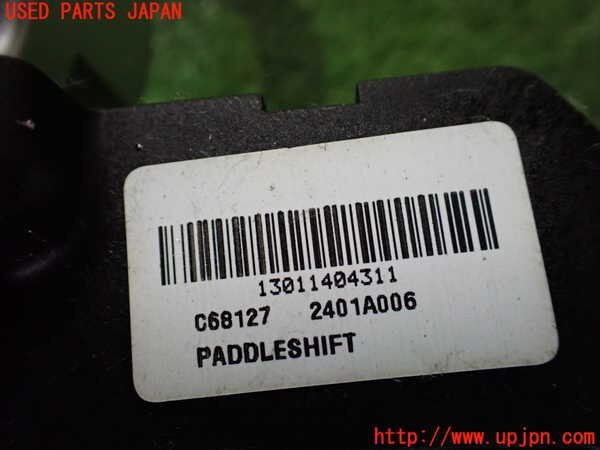 USED PARTS JAPAN
13011404311
C68127 2401A006
PADDLESHIFT
http://www.upjpn.com/